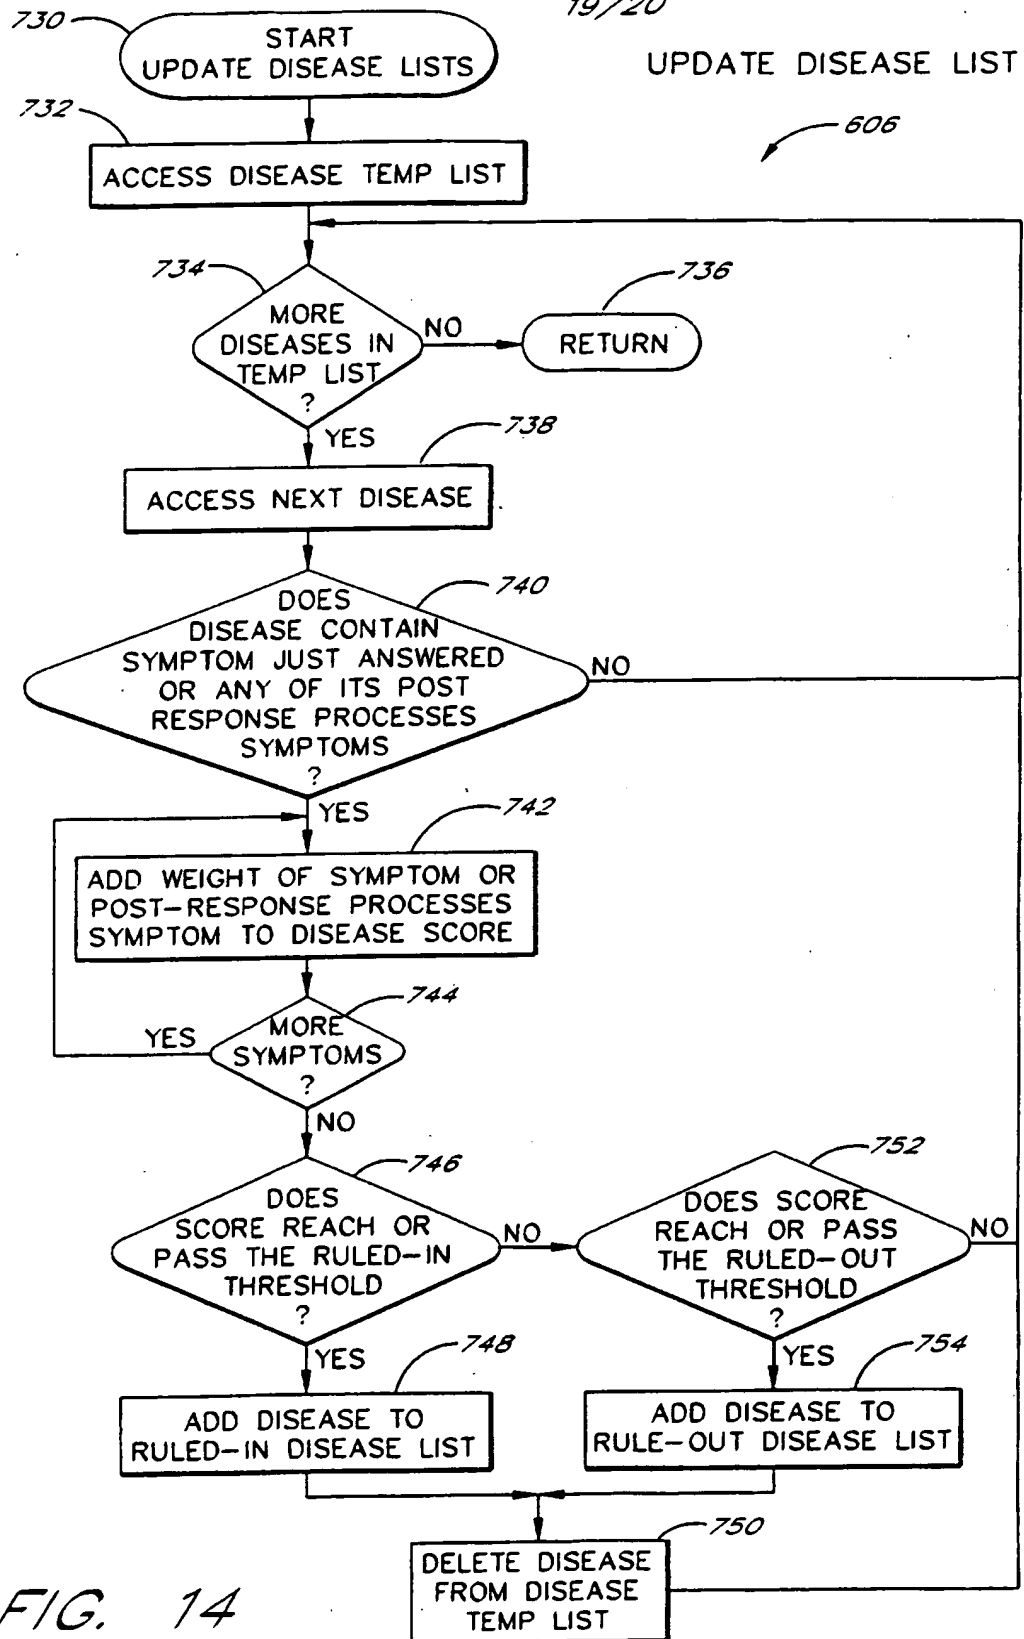 19/20
730
START
UPDATE DISEASE LISTS
UPDATE DISEASE LIST
606
732
ACCESS DISEASE TEMP LIST
734
MORE
DISEASES IN
TEMP LIST
?
NO
736
RETURN
YES
738
ACCESS NEXT DISEASE
740
DOES
DISEASE CONTAIN
SYMPTOM JUST ANSWERED
OR ANY OF ITS POST
RESPONSE PROCESSES
SYMPTOMS
?
NO
YES
742
ADD WEIGHT OF SYMPTOM OR
POST-RESPONSE PROCESSES
SYMPTOM TO DISEASE SCORE
744
YES
MORE
SYMPTOMS
?
NO
746
DOES
SCORE REACH OR
PASS THE RULED-IN
THRESHOLD
?
NO
752
DOES SCORE
REACH OR PASS
THE RULED-OUT
THRESHOLD
?
NO
YES
748
ADD DISEASE TO
RULED-IN DISEASE LIST
YES
754
ADD DISEASE TO
RULE-OUT DISEASE LIST
750
DELETE DISEASE
FROM DISEASE
TEMP LIST
FIG. 14